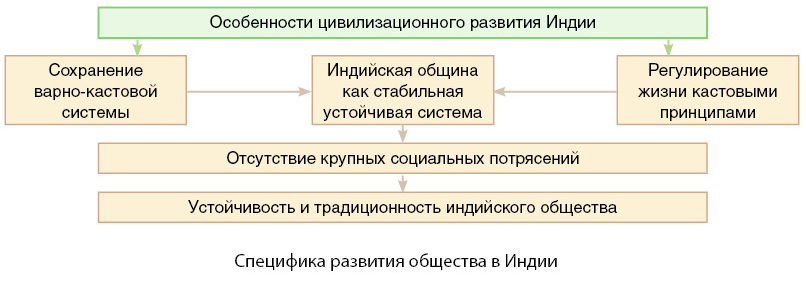 Особенности цивилизационного развития Индии
Сохранение
варно-кастовой
системы
Индийская община
как стабильная
устойчивая система
Регулирование
жизни кастовыми
принципами
Отсутствие крупных социальных потрясений
Устойчивость и традиционность индийского общества
Специфика развития общества в Индии